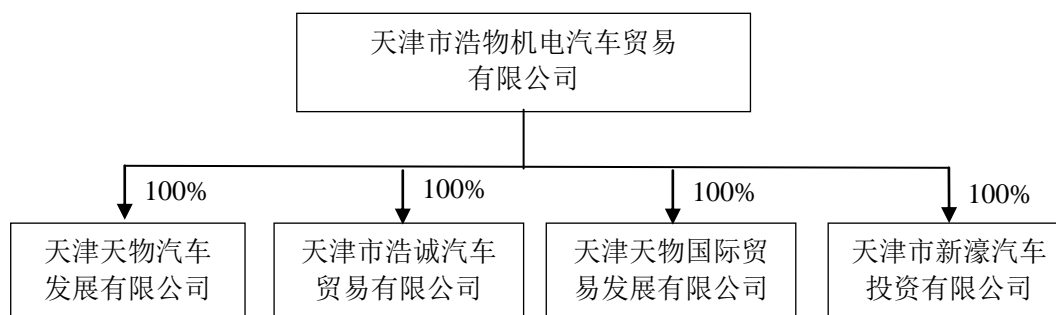 天津市浩物机电汽车贸易
有限公司
100%
100%
100%
100%
天津天物汽车
发展有限公司
天津市浩诚汽车
贸易有限公司
天津天物国际贸
易发展有限公司
天津市新濠汽车
投资有限公司